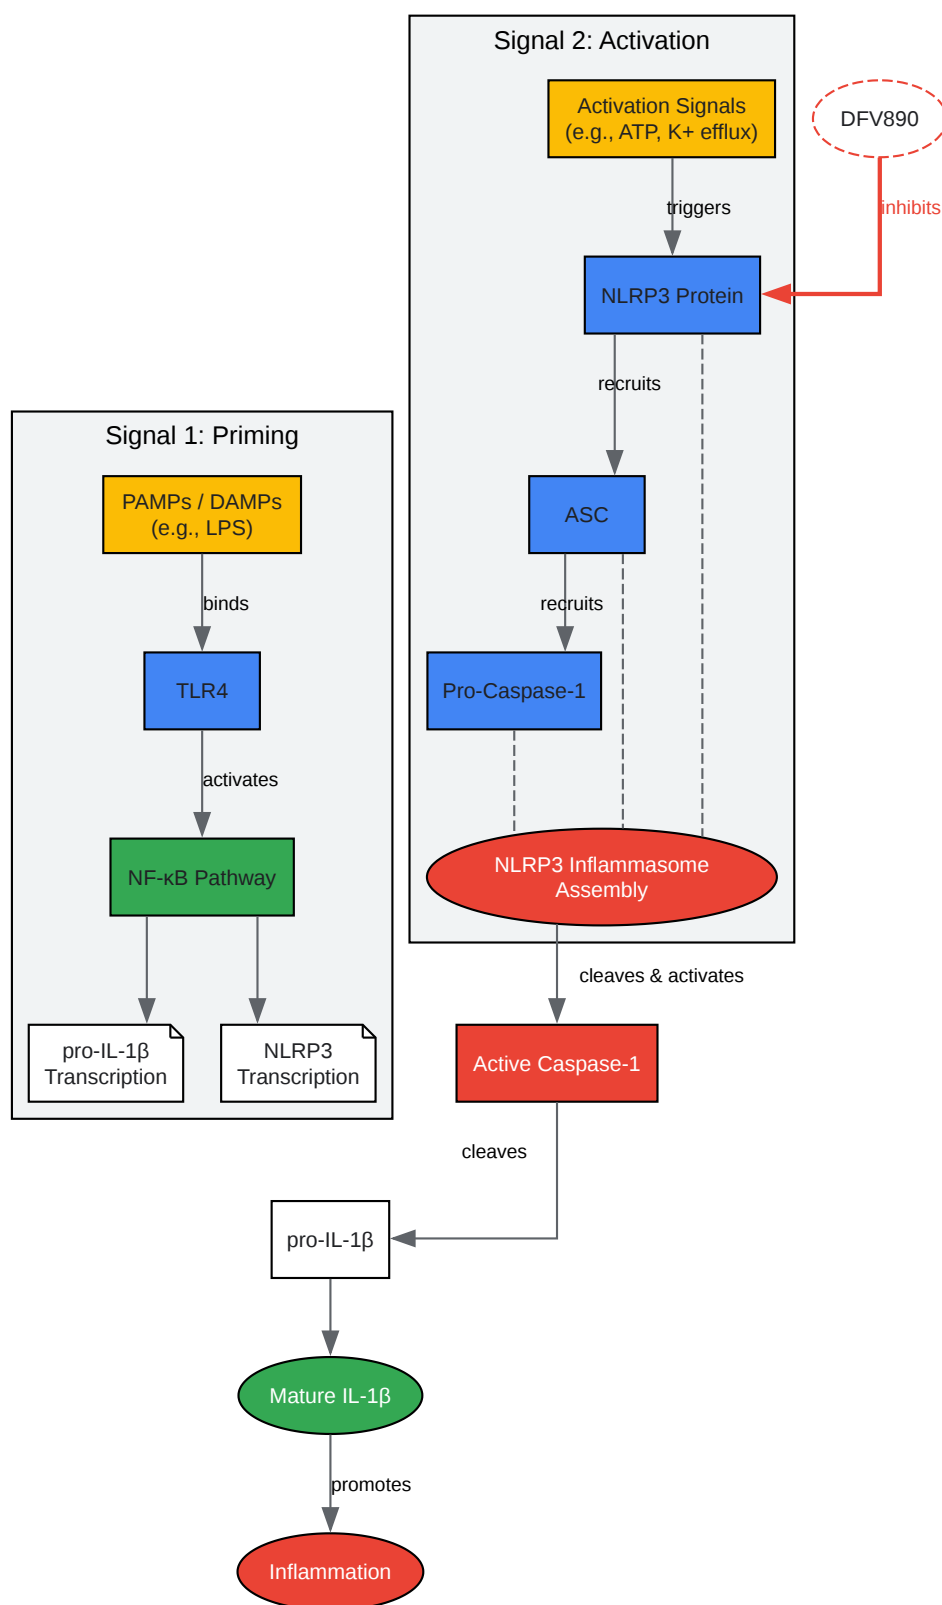 Signal 2: Activation
Activation Signals
(e.g., ATP, K+ efflux)
DFV890
triggers
inhibits
NLRP3 Protein
recruits
Signal 1: Priming
PAMPs / DAMPs
(e.g., LPS)
ASC
binds
recruits
TLR4
Pro-Caspase-1
activates
NF-κB Pathway
NLRP3 Inflammasome
Assembly
cleaves & activates
pro-IL-1β
Transcription
NLRP3
Transcription
Active Caspase-1
cleaves
pro-IL-1β
Mature IL-1β
promotes
Inflammation